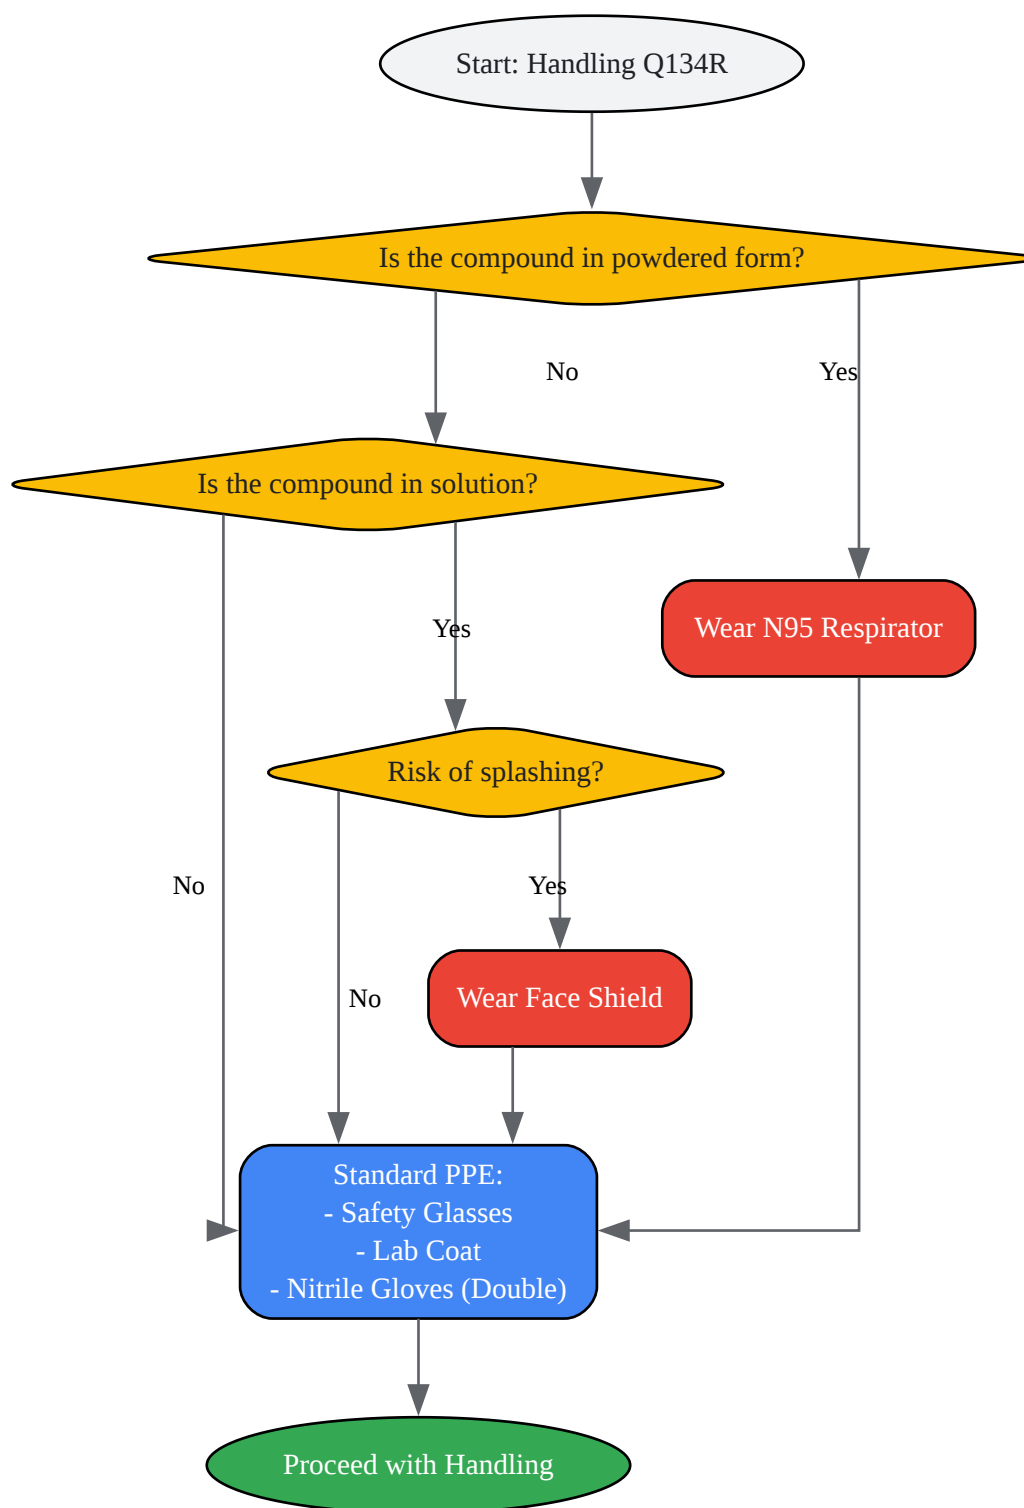 Start: Handling Q134R
Is the compound in powdered form?
No
Yes
Is the compound in solution?
Yes
Wear N95 Respirator
Risk of splashing?
No
Yes
No
Wear Face Shield
Standard PPE:
- Safety Glasses
- Lab Coat
- Nitrile Gloves (Double)
Proceed with Handling